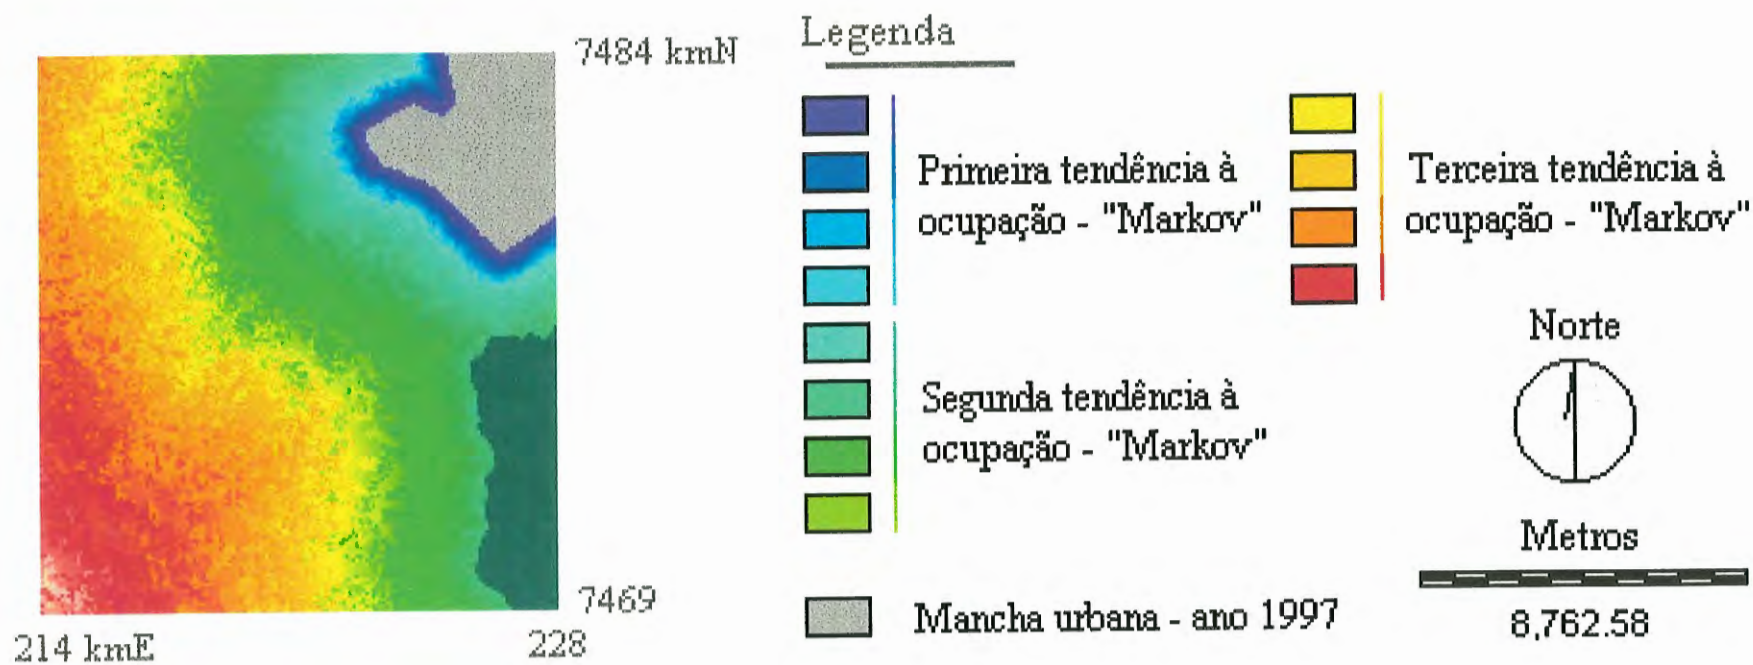 7484 kmN
7469
214 kmE
228
Legenda
Primeira tendência à
ocupação - "Markov"
Segunda tendência à
ocupação - "Markov"
Mancha urbana - ano 1997
Terceira tendência à
ocupação - "Markov"
Norte
Metros
8,762.58